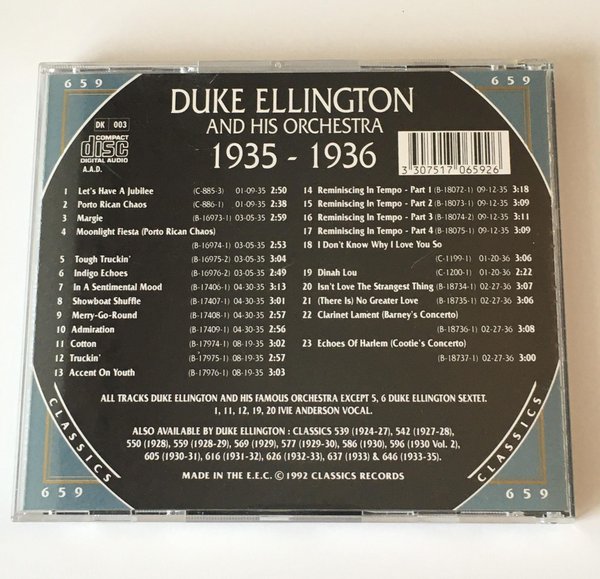 659
659
DUKE ELLINGTON
AND HIS ORCHESTRA
1935 - 1936
DK 003
COMPACT
disc
DIGITAL AUDIO
A.A.D.
3 307517 065926
1 Let's Have A Jubilee (C-885-3) 01-09-35 2:50
2 Porto Rican Chaos (C-886-1) 01-09-35 2:38
3 Margie (B-16973-1) 03-05-35 2:59
4 Moonlight Fiesta (Porto Rican Chaos)
(B-16974-1) 03-05-35 2:53
5 Tough Truckin' (B-16975-2) 03-05-35 3:04
6 Indigo Echoes (B-16976-2) 03-05-35 2:49
7 In A Sentimental Mood (B-17406-1) 04-30-35 3:13
8 Showboat Shuffle (B-17407-1) 04-30-35 3:01
9 Merry-Go-Round (B-17408-1) 04-30-35 2:57
10 Admiration (B-17409-1) 04-30-35 2:56
11 Cotton (B-17974-1) 08-19-35 3:02
12 Truckin' (B-17975-1) 08-19-35 2:57
13 Accent On Youth (B-17976-1) 08-19-35 3:03
14 Reminiscing In Tempo - Part 1 (B-18072-1) 09-12-35 3:18
15 Reminiscing In Tempo - Part 2 (B-18073-1) 09-12-35 3:09
16 Reminiscing In Tempo - Part 3 (B-18074-2) 09-12-35 3:11
17 Reminiscing In Tempo - Part 4 (B-18075-1) 09-12-35 3:09
18 I Don't Know Why I Love You So
(C-1199-1) 01-20-36 3:06
19 Dinah Lou (C-1200-1) 01-20-36 2:22
20 Isn't Love The Strangest Thing (B-18734-1) 02-27-36 3:07
21 (There Is) No Greater Love (B-18735-1) 02-27-36 3:06
22 Clarinet Lament (Barney's Concerto)
(B-18736-1) 02-27-36 3:08
23 Echoes Of Harlem (Cootie's Concerto)
(B-18737-1) 02-27-36 3:00
ALL TRACKS DUKE ELLINGTON AND HIS FAMOUS ORCHESTRA EXCEPT 5, 6 DUKE ELLINGTON SEXTET.
1, 11, 12, 19, 20 IVIE ANDERSON VOCAL.
ALSO AVAILABLE BY DUKE ELLINGTON : CLASSICS 539 (1924-27), 542 (1927-28),
550 (1928), 559 (1928-29), 569 (1929), 577 (1929-30), 586 (1930), 596 (1930 Vol. 2),
605 (1930-31), 616 (1931-32), 626 (1932-33), 637 (1933) & 646 (1933-35).
MADE IN THE E.E.C. © 1992 CLASSICS RECORDS
CLASSICS
CLASSICS
659
659